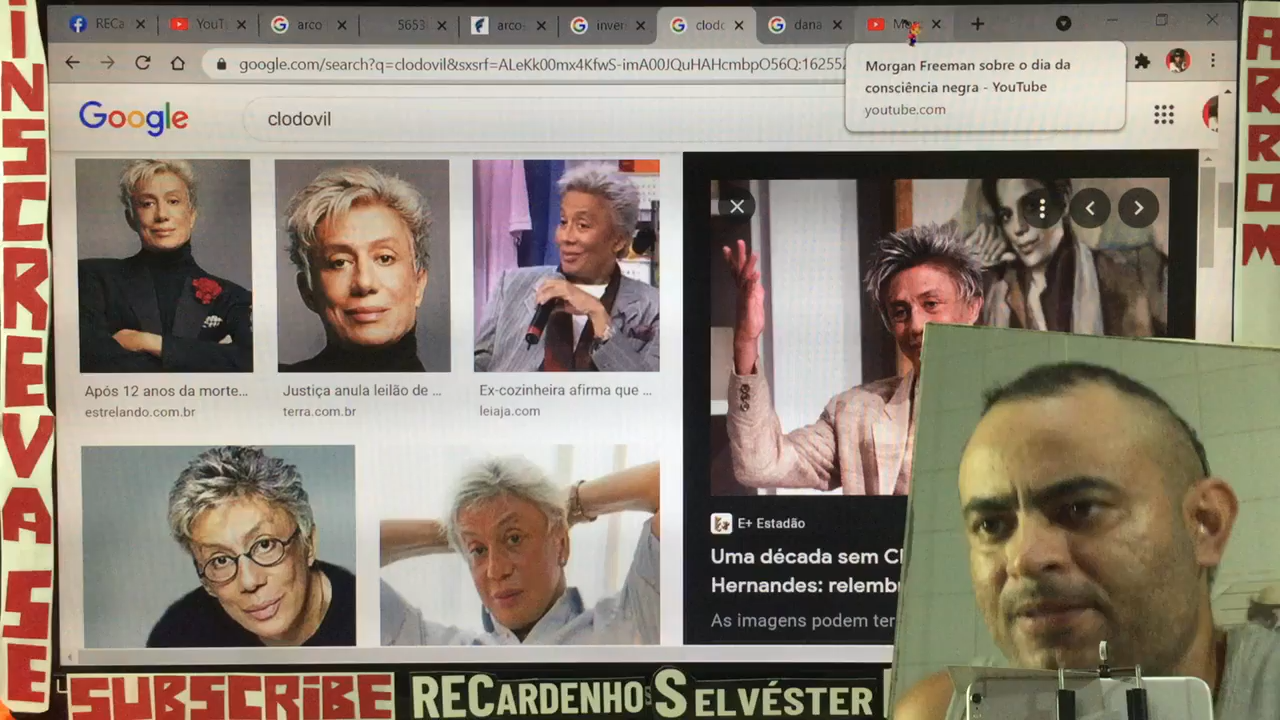 RECa
YouT
arco
5653
arco
inver
clodo
dana
google.com/search?q=clodovil&sxsrf=ALeKk00mx4KfwS-imA00JQuHAHcmbpO56Q:16255
Morgan Freeman sobre o dia da
consciência negra - YouTube
youtube.com
Google
clodovil
Após 12 anos da morte...
estrelando.com.br
Justiça anula leilão de ...
terra.com.br
Ex-cozinheira afirma que ...
leiaja.com
E+ Estadão
Uma década sem Cl
Hernandes: relemb
As imagens podem ter
INSCREVA SE
ARROM
SUBSCRiBE
RECARDENHO'S SELVÉSTER